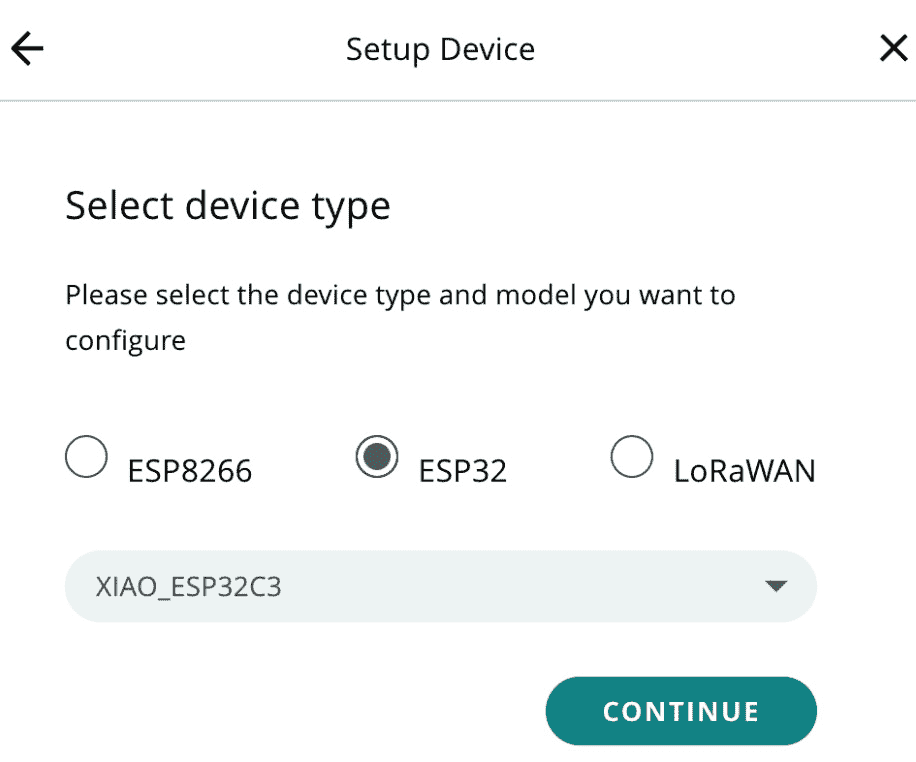 Setup Device
Select device type
Please select the device type and model you want to
configure
ESP8266
ESP32
LoRaWAN
XIAO_ESP32C3
CONTINUE